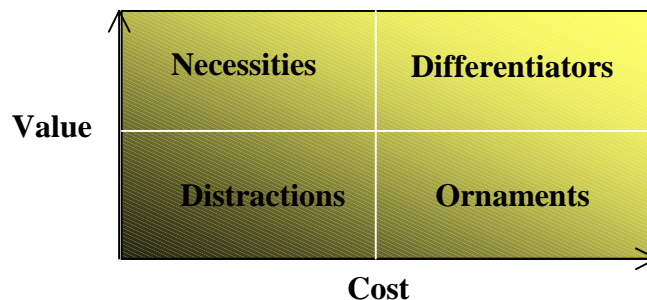 Necessities
Differentiators
Value
Distractions
Ornaments
Cost